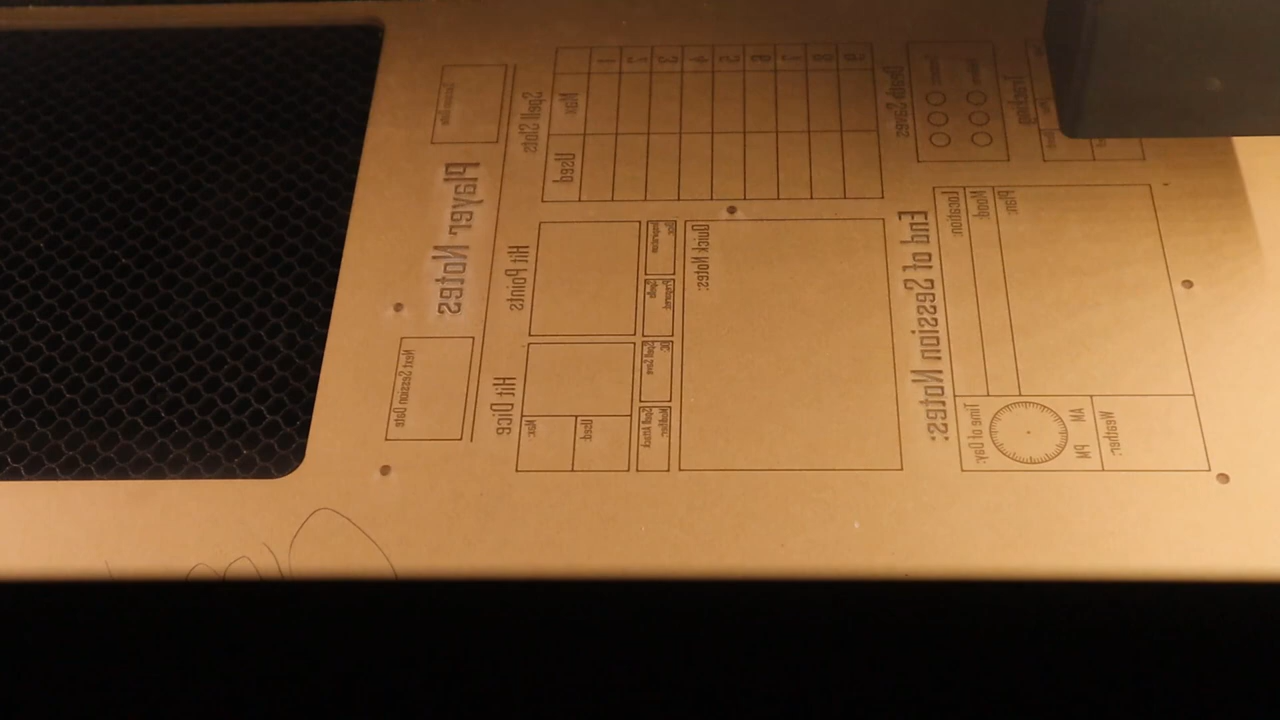 Player Notes
Next Session Date
Spell Slots
1 2 3 4 5 6 7 8 9
Max
Used
Hit Points
Hit Dice
Max:
Used:
Quick Notes:
Death Saves
End of Session Notes:
Location:
Mood:
Plan:
Time of Day:
AM
PM
Weather: